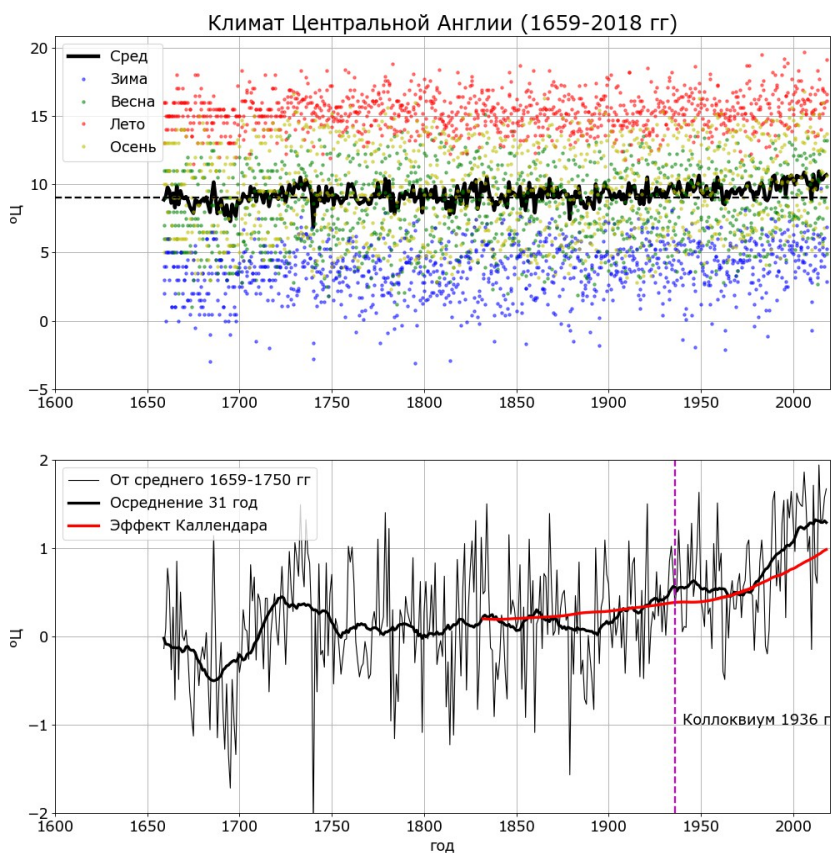 Климат Центральной Англии (1659-2018 гг)
20
15
10
5
0
−5
ºЦ
Сред
Зима
Весна
Лето
Осень
1600 1650 1700 1750 1800 1850 1900 1950 2000
2
1
0
−1
−2
ºЦ
От среднего 1659-1750 гг
Осреднение 31 год
Эффект Каллендара
Коллоквиум 1936 г
1600 1650 1700 1750 1800 1850 1900 1950 2000
год